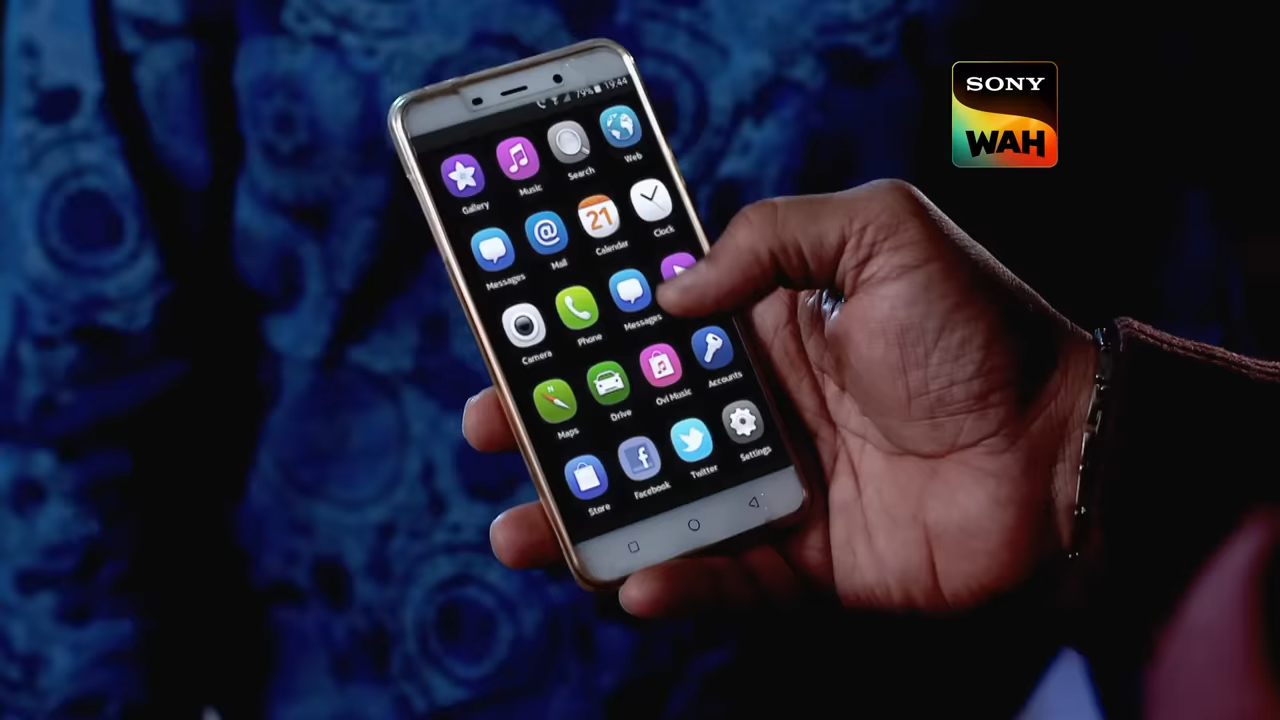 SONY
WAH
79% 19:44
Gallery Music Search Web
Messages Mail Calendar Clock
21
Camera Phone Messages
Maps Drive Ovi Music Accounts
Store Facebook Twitter Settings